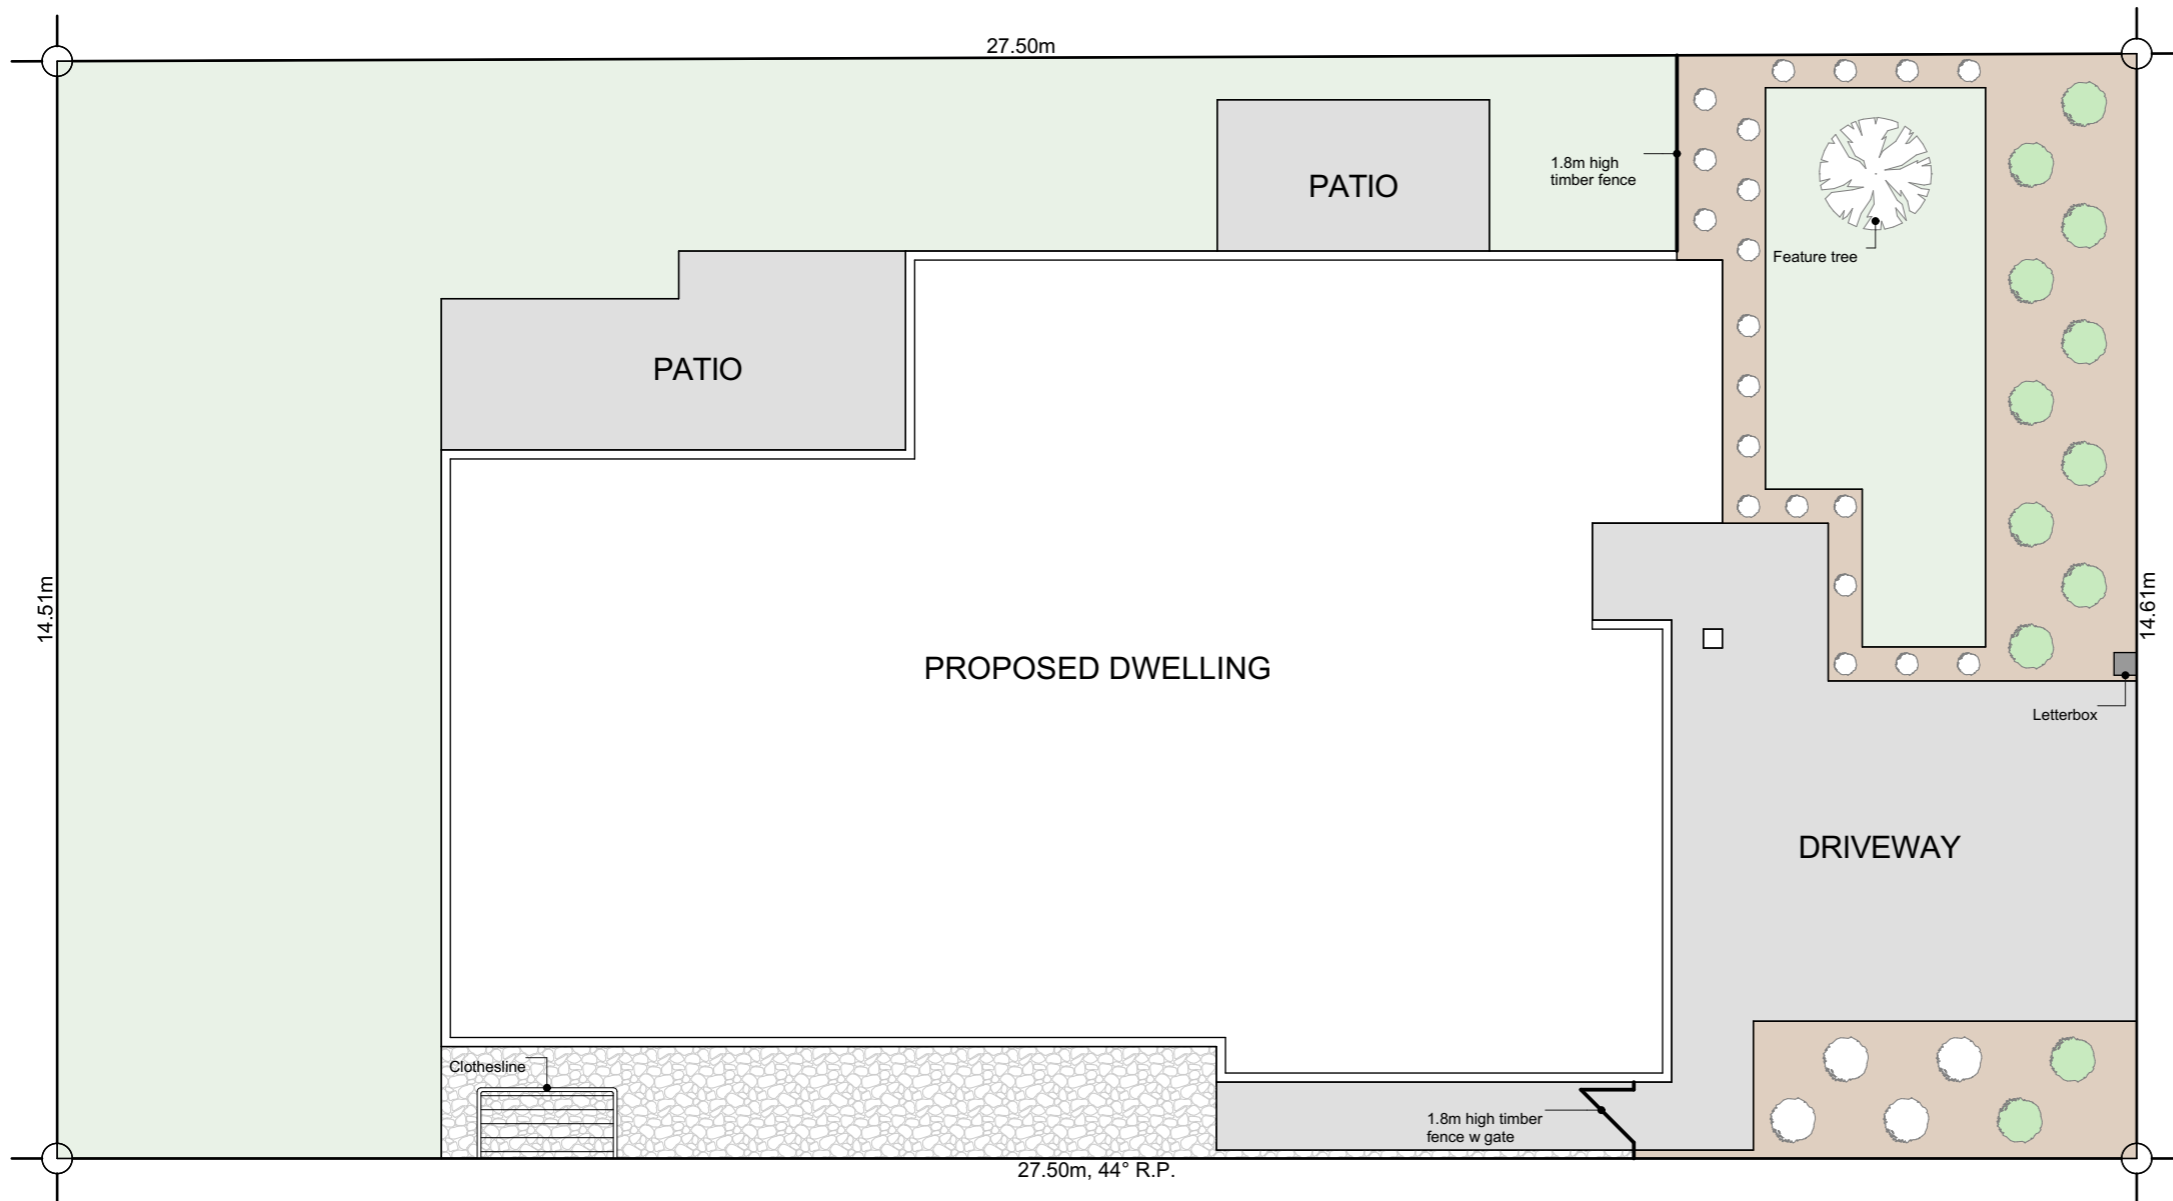 27.50m
PATIO
1.8m high
timber fence
Feature tree
PATIO
14.51m
14.61m
PROPOSED DWELLING
Letterbox
DRIVEWAY
Clothesline
1.8m high timber
fence w gate
27.50m, 44° R.P.